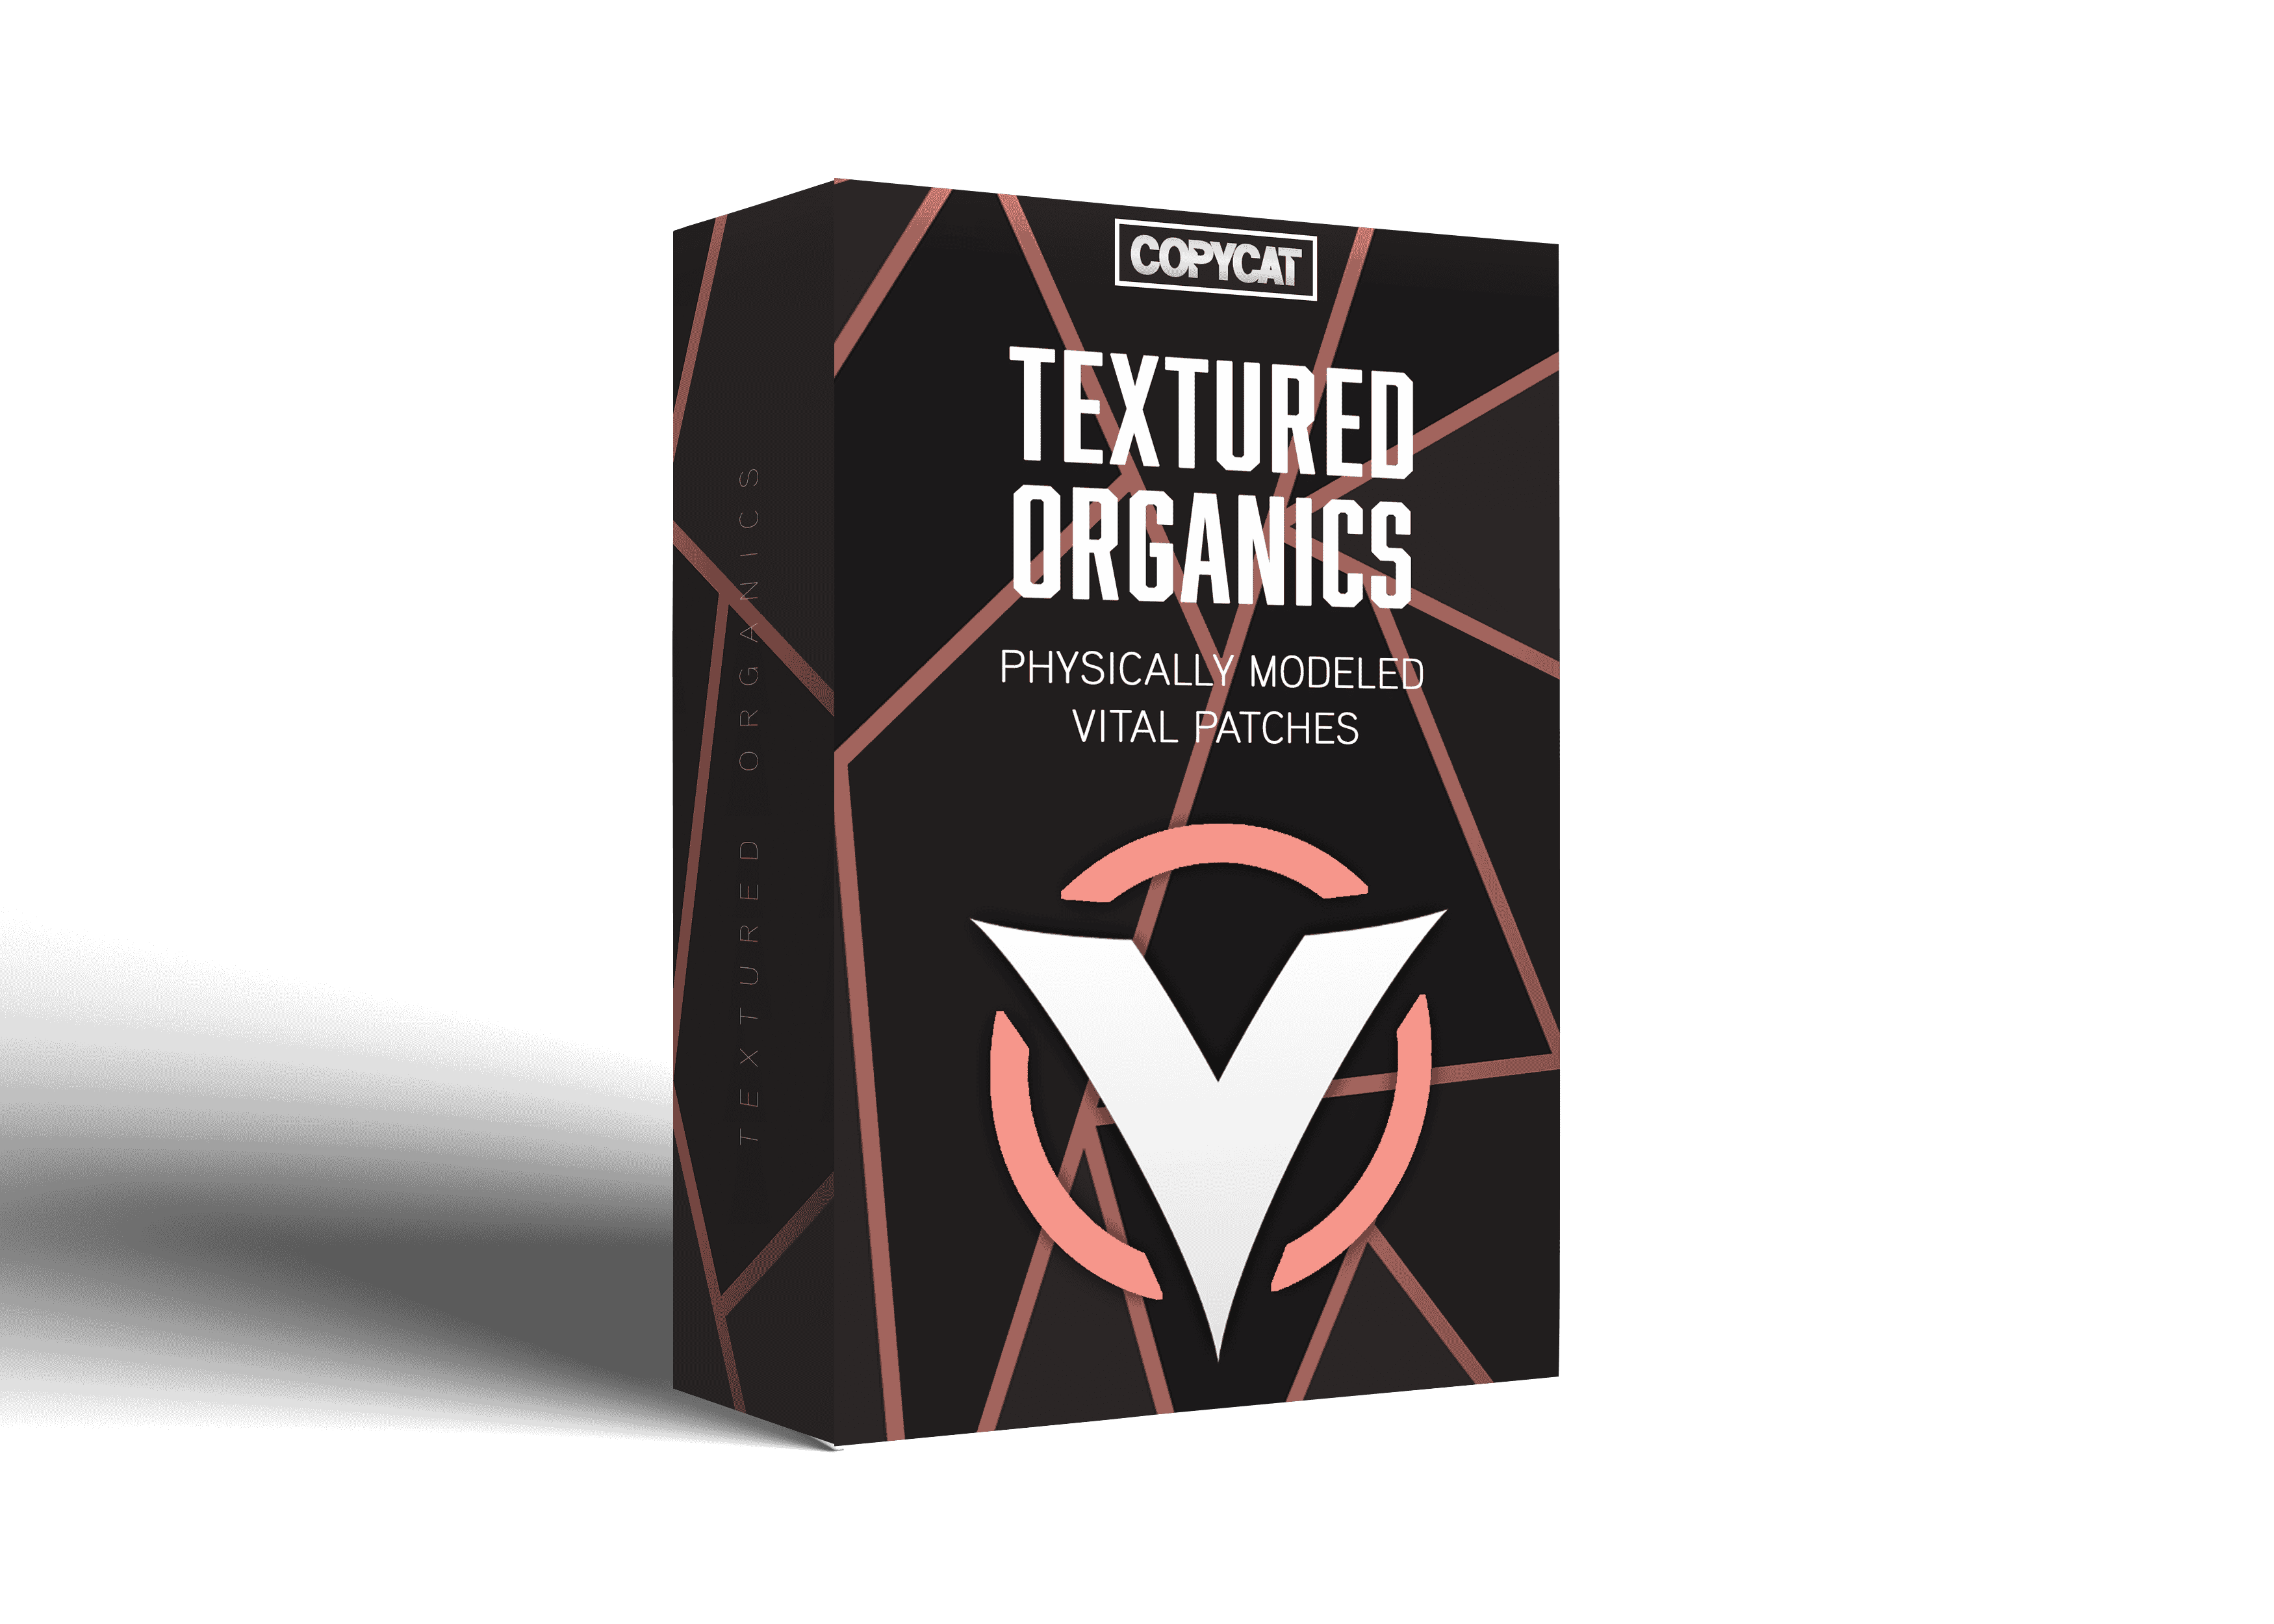 COPYCAT
TEXTURED
ORGANICS
PHYSICALLY MODELED
VITAL PATCHES
TEXTURED ORGANICS